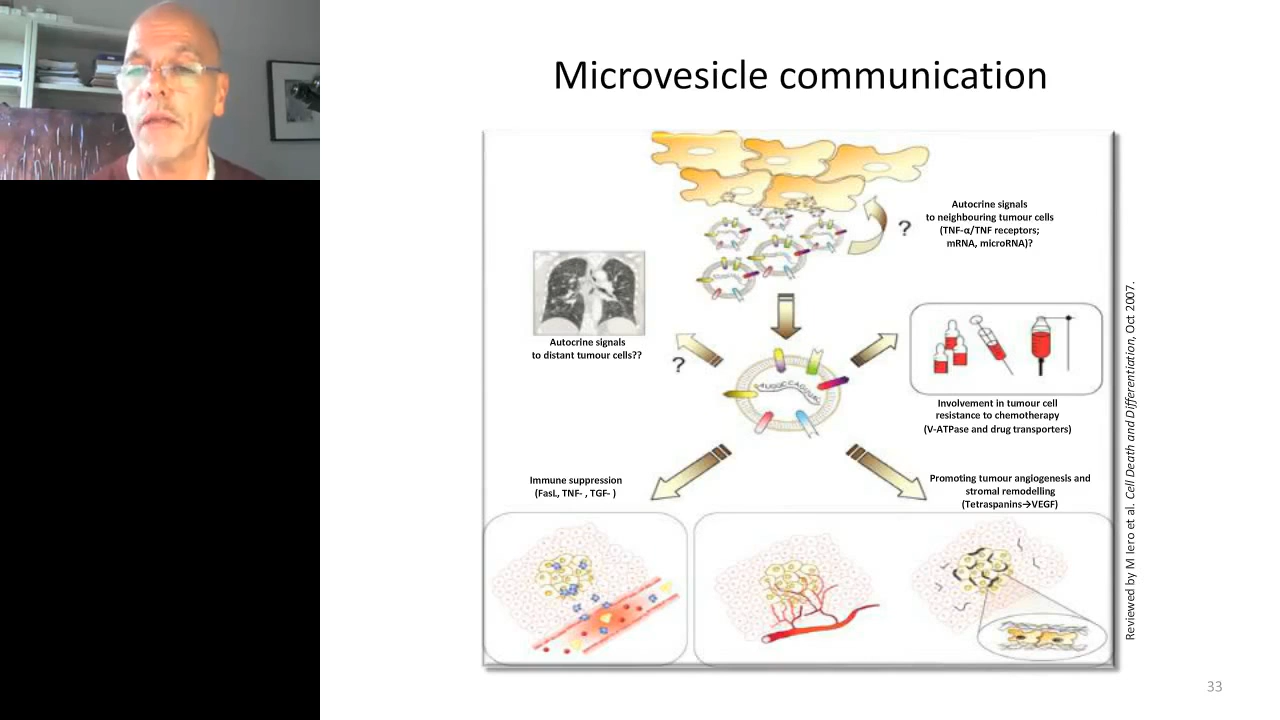 Microvesicle communication
Autocrine signals
to neighbouring tumour cells
(TNF-α/TNF receptors;
mRNA, microRNA)?
?
Autocrine signals
to distant tumour cells??
?
Involvement in tumour cell
resistance to chemotherapy
(V-ATPase and drug transporters)
Immune suppression
(FasL, TNF- , TGF- )
Promoting tumour angiogenesis and
stromal remodelling
(Tetraspanins→VEGF)
Reviewed by M Iero et al. Cell Death and Differentiation, Oct 2007.
33